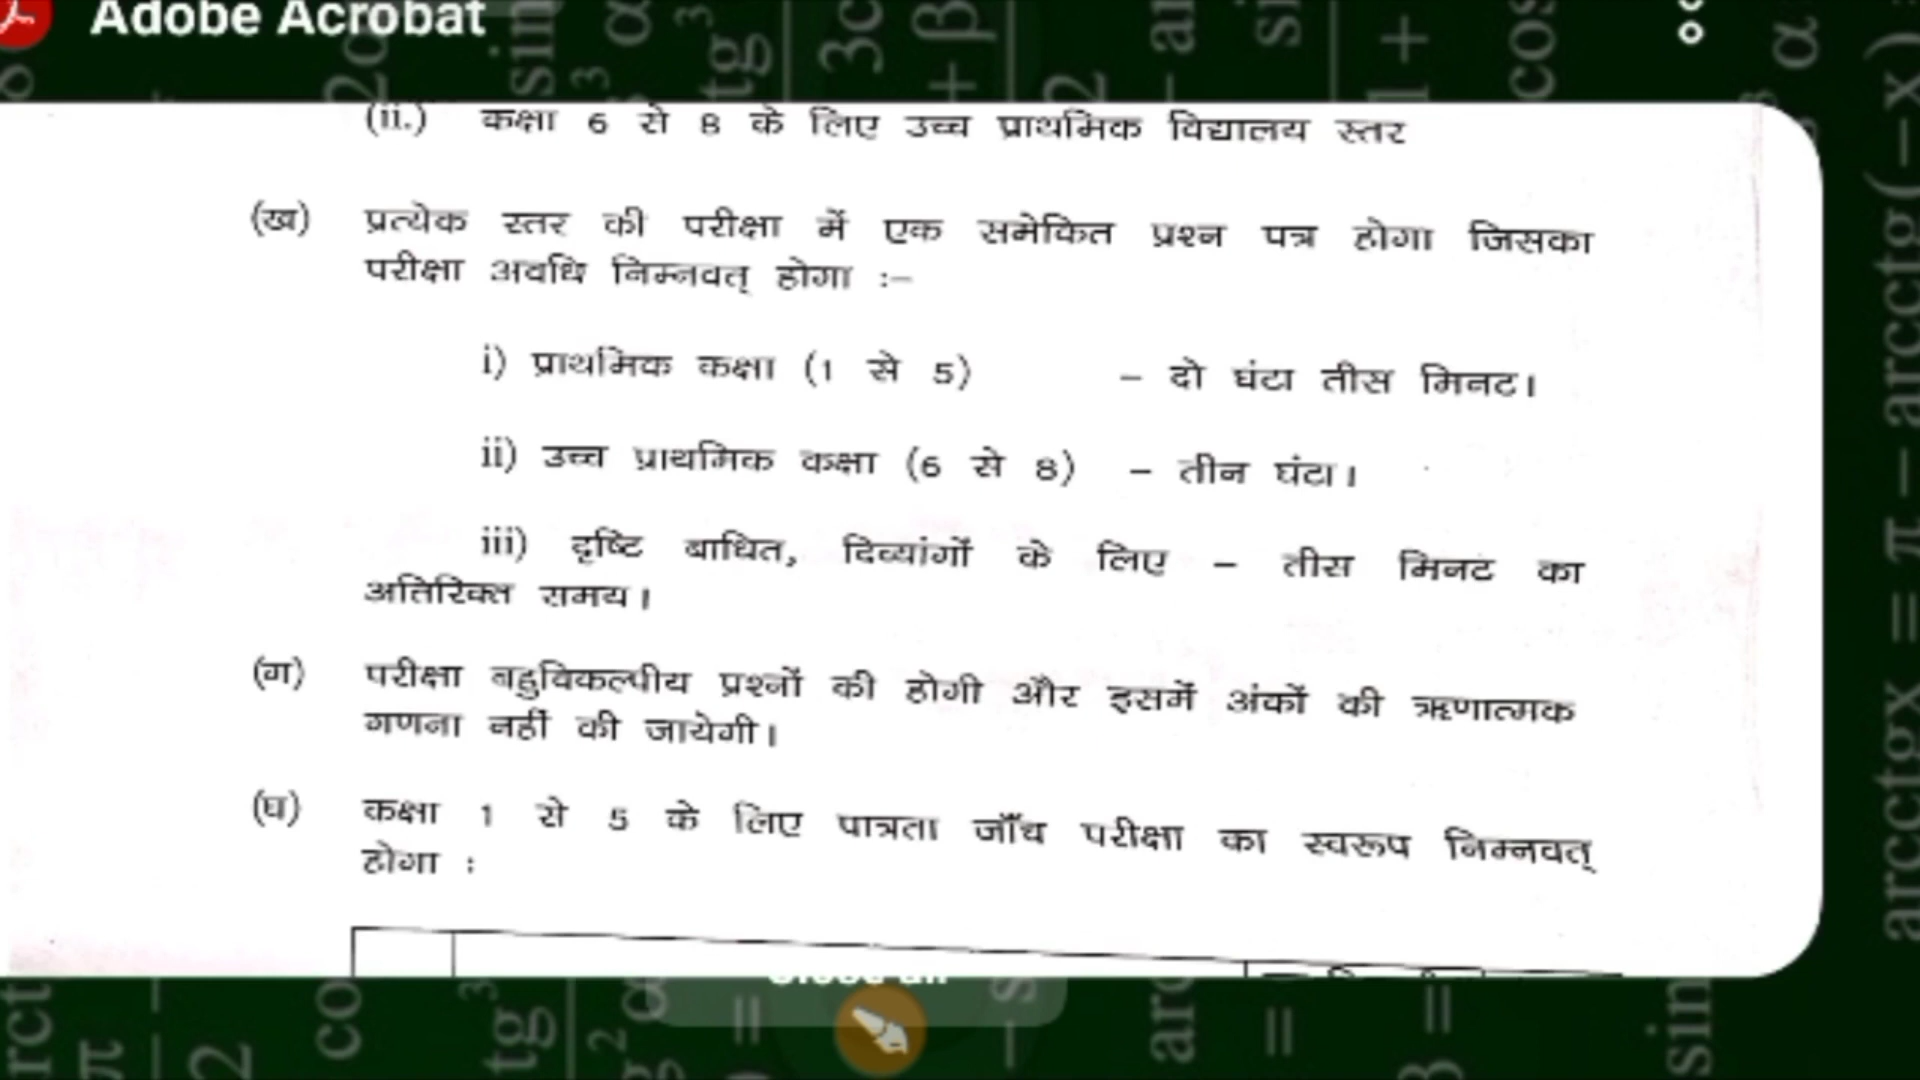 Adobe Acrobat
(ii.) कक्षा 6 से 8 के लिए उच्च प्राथमिक विद्यालय स्तर
(ख) प्रत्येक स्तर की परीक्षा में एक समेकित प्रश्न पत्र होगा जिसका
परीक्षा अवधि निम्नवत् होगा :–
i) प्राथमिक कक्षा (1 से 5) – दो घंटा तीस मिनट।
ii) उच्च प्राथमिक कक्षा (6 से 8) – तीन घंटा।
iii) दृष्टि बाधित, दिव्यांगों के लिए – तीस मिनट का
अतिरिक्त समय।
(ग) परीक्षा बहुविकल्पीय प्रश्नों की होगी और इसमें अंकों की ऋणात्मक
गणना नहीं की जायेगी।
(घ) कक्षा 1 से 5 के लिए पात्रता जाँच परीक्षा का स्वरूप निम्नवत्
होगा :
arcctgx = π – arcctg(–x)